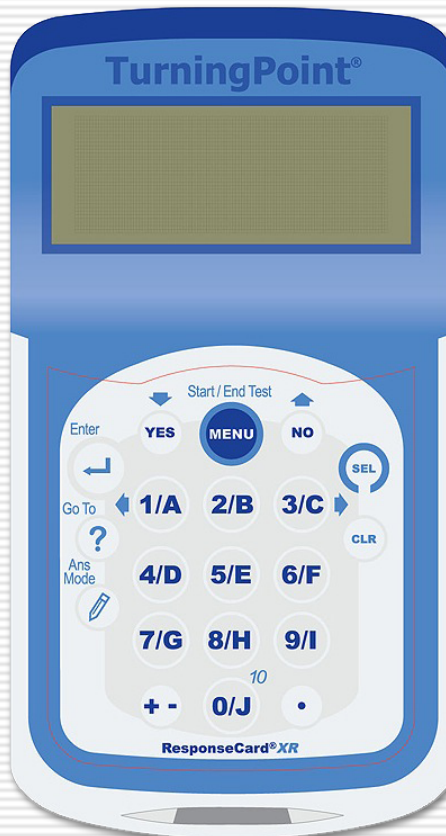 TurningPoint®
Start / End Test
YES MENU NO
Enter
SEL
Go To
1/A 2/B 3/C
?
CLR
Ans
Mode
4/D 5/E 6/F
7/G 8/H 9/I
10
+ - 0/J •
ResponseCard®XR